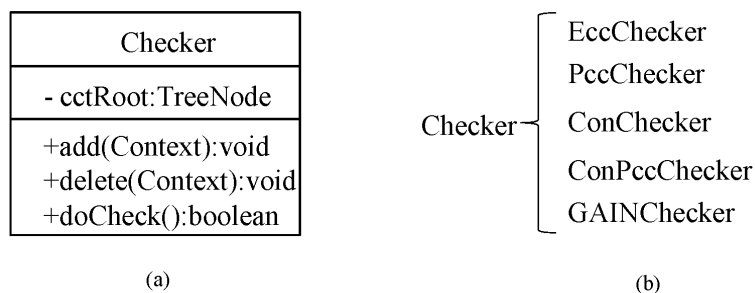 Checker
- cctRoot:TreeNode
+add(Context):void
+delete(Context):void
+doCheck():boolean
(a)
Checker
EccChecker
PccChecker
ConChecker
ConPccChecker
GAINChecker
(b)